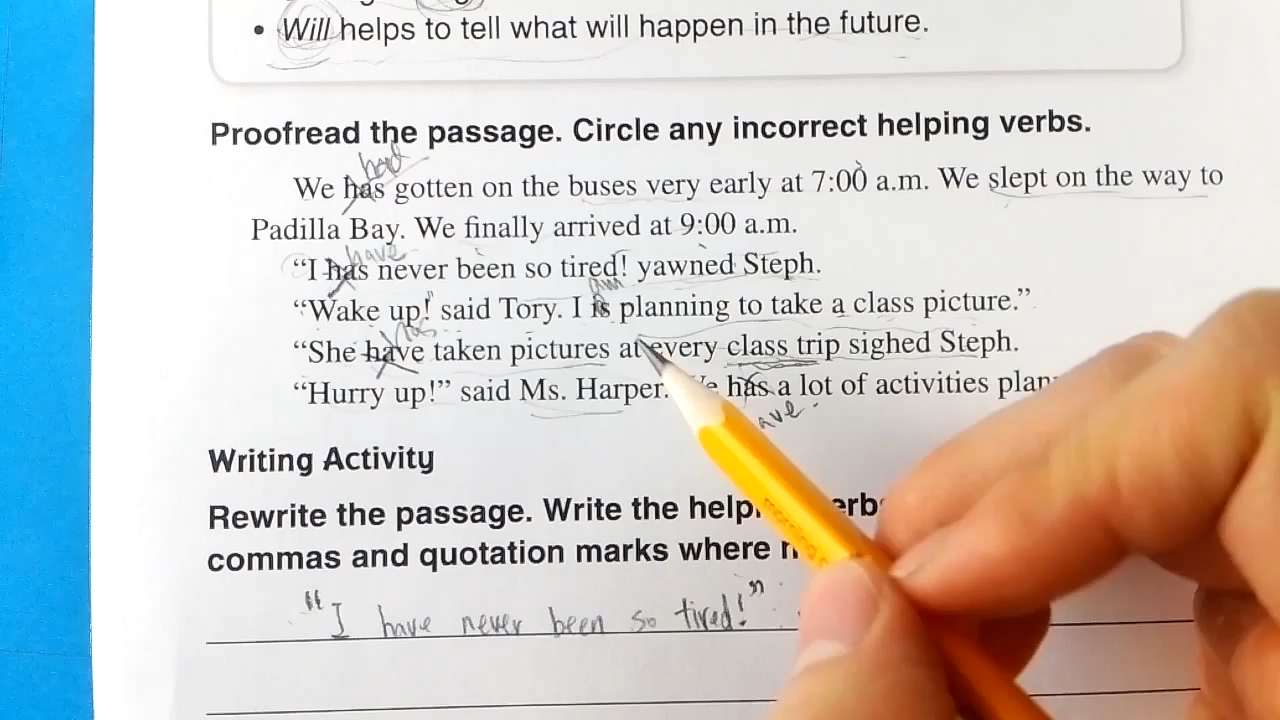 • Will helps to tell what will happen in the future.
Proofread the passage. Circle any incorrect helping verbs.
had
We has gotten on the buses very early at 7:00 a.m. We slept on the way to
Padilla Bay. We finally arrived at 9:00 a.m.
have
“I has never been so tired! yawned Steph.
am
“Wake up!" said Tory. I is planning to take a class picture.”
has
“She have taken pictures at every class trip sighed Steph.
“Hurry up!” said Ms. Harper. has a lot of activities
Writing Activity
Rewrite the passage. Write the
commas and quotation marks where
“I have never been so tired!”